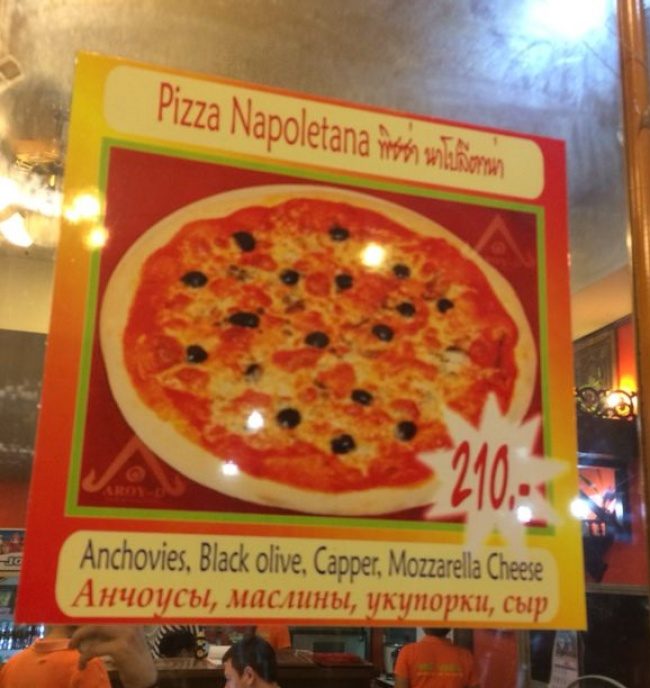 Pizza Napoletana พิซซ่า นาโปลีตาน่า
210.-
AROY-D
Anchovies, Black olive, Capper, Mozzarella Cheese
Анчоусы, маслины, укупорки, сыр